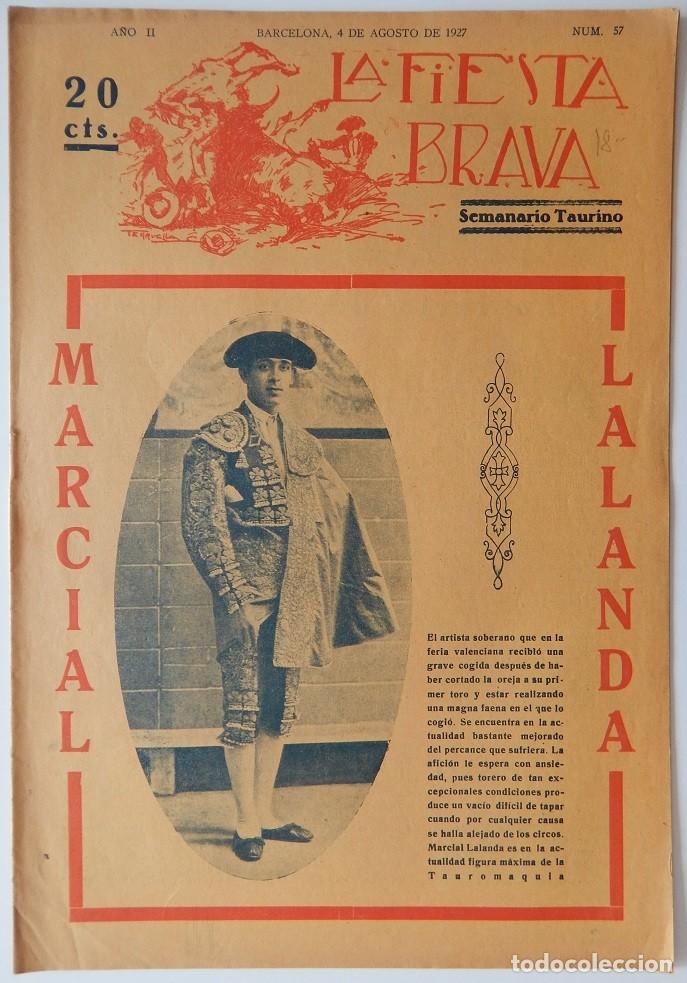 AÑO II BARCELONA, 4 DE AGOSTO DE 1927 NUM. 57
20
cts.
LA FIESTA
BRAVA
18-
Semanario Taurino
TERRUELLA
MARCIAL
LALANDA
El artista soberano que en la
feria valenciana recibió una
grave cogida después de ha-
ber cortado la oreja a su pri-
mer toro y estar realizando
una magna faena en el que lo
cogió. Se encuentra en la ac-
tualidad bastante mejorado
del percance que sufriera. La
afición le espera con ansie-
dad, pues torero de tan ex-
cepcionales condiciones pro-
duce un vacío difícil de tapar
cuando por cualquier causa
se halla alejado de los circos.
Marcial Lalanda es en la ac-
tualidad figura máxima de la
Tauromaquia
todocoleccion